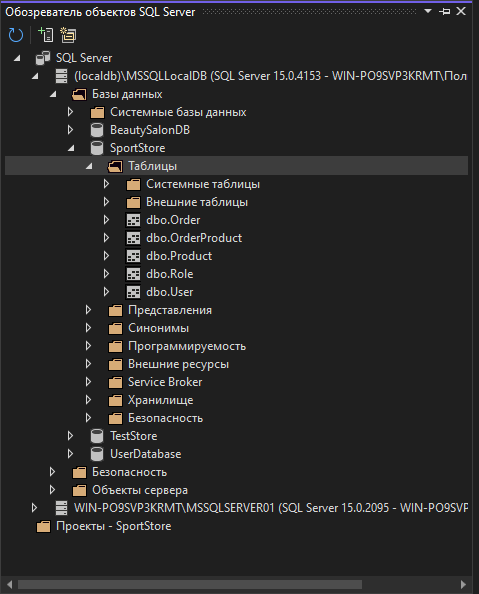 Обозреватель объектов SQL Server
SQL Server
(localdb)\MSSQLLocalDB (SQL Server 15.0.4153 - WIN-PO9SVP3KRMT\Пол
Базы данных
Системные базы данных
BeautySalonDB
SportStore
Таблицы
Системные таблицы
Внешние таблицы
dbo.Order
dbo.OrderProduct
dbo.Product
dbo.Role
dbo.User
Представления
Синонимы
Программируемость
Внешние ресурсы
Service Broker
Хранилище
Безопасность
TestStore
UserDatabase
Безопасность
Объекты сервера
WIN-PO9SVP3KRMT\MSSQLSERVER01 (SQL Server 15.0.2095 - WIN-PO9SVP
Проекты - SportStore